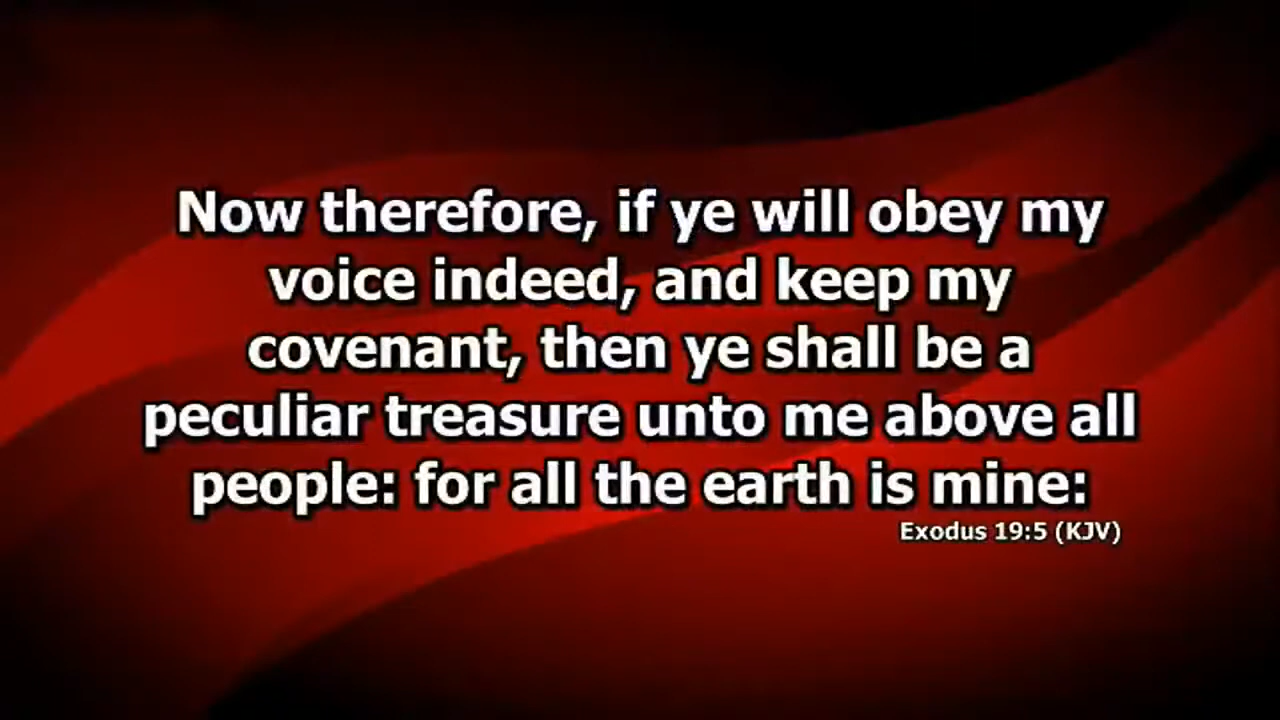 Now therefore, if ye will obey my
voice indeed, and keep my
covenant, then ye shall be a
peculiar treasure unto me above all
people: for all the earth is mine:
Exodus 19:5 (KJV)